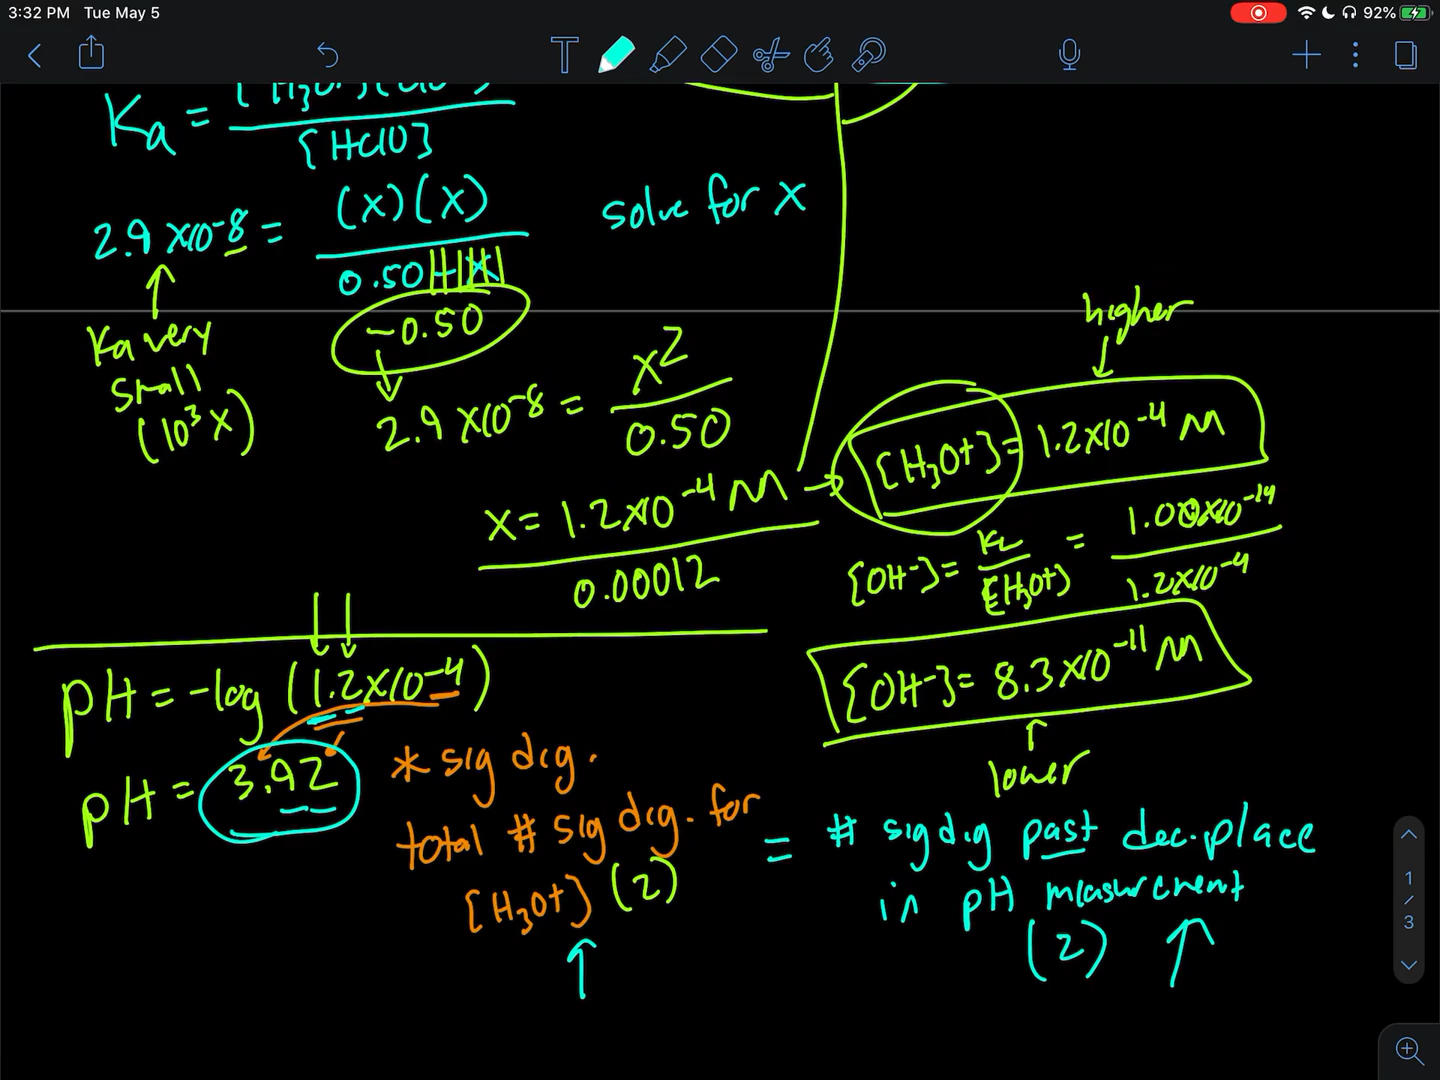 3:32 PM Tue May 5
92%
T
Ka =
[HClO]
2.9 x10-8 = (x)(x)
0.50
solve for x
~0.50
Ka very
small
(10³x)
2.9 x10-8 = x²
0.50
x = 1.2x10-4 M
0.00012
higher
[H3O+] = 1.2x10-4 M
[OH-] = = 1.00x10-14
[H3O+] 1.2x10-4
[OH-] = 8.3x10-11 M
lower
pH = -log (1.2x10-4)
pH = 3.92
* sig dig.
total # sig dig. for
[H3O+] (2)
= # sig dig past dec. place
in pH measurement
(2)
1
/
3